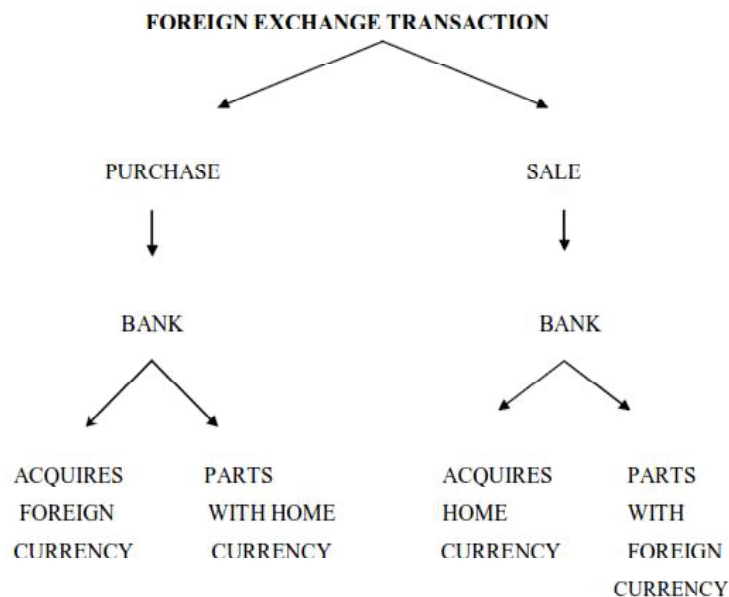 FOREIGN EXCHANGE TRANSACTION
PURCHASE
SALE
BANK
BANK
ACQUIRES
FOREIGN
CURRENCY
PARTS
WITH HOME
CURRENCY
ACQUIRES
HOME
CURRENCY
PARTS
WITH
FOREIGN
CURRENCY